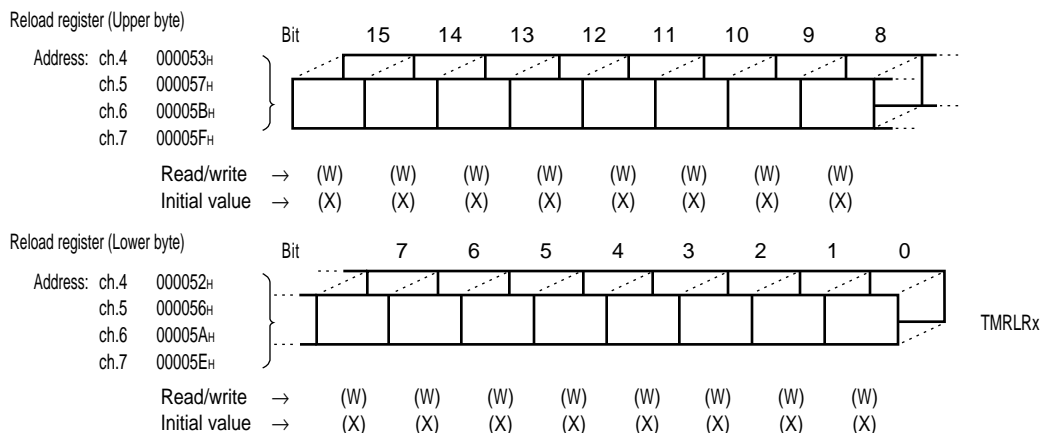 Reload register (Upper byte)
Bit 15 14 13 12 11 10 9 8
Address: ch.4 000053H
ch.5 000057H
ch.6 00005BH
ch.7 00005FH
Read/write → (W) (W) (W) (W) (W) (W) (W) (W)
Initial value → (X) (X) (X) (X) (X) (X) (X) (X)
Reload register (Lower byte)
Bit 7 6 5 4 3 2 1 0
Address: ch.4 000052H
ch.5 000056H
ch.6 00005AH
ch.7 00005EH
TMRLRx
Read/write → (W) (W) (W) (W) (W) (W) (W) (W)
Initial value → (X) (X) (X) (X) (X) (X) (X) (X)